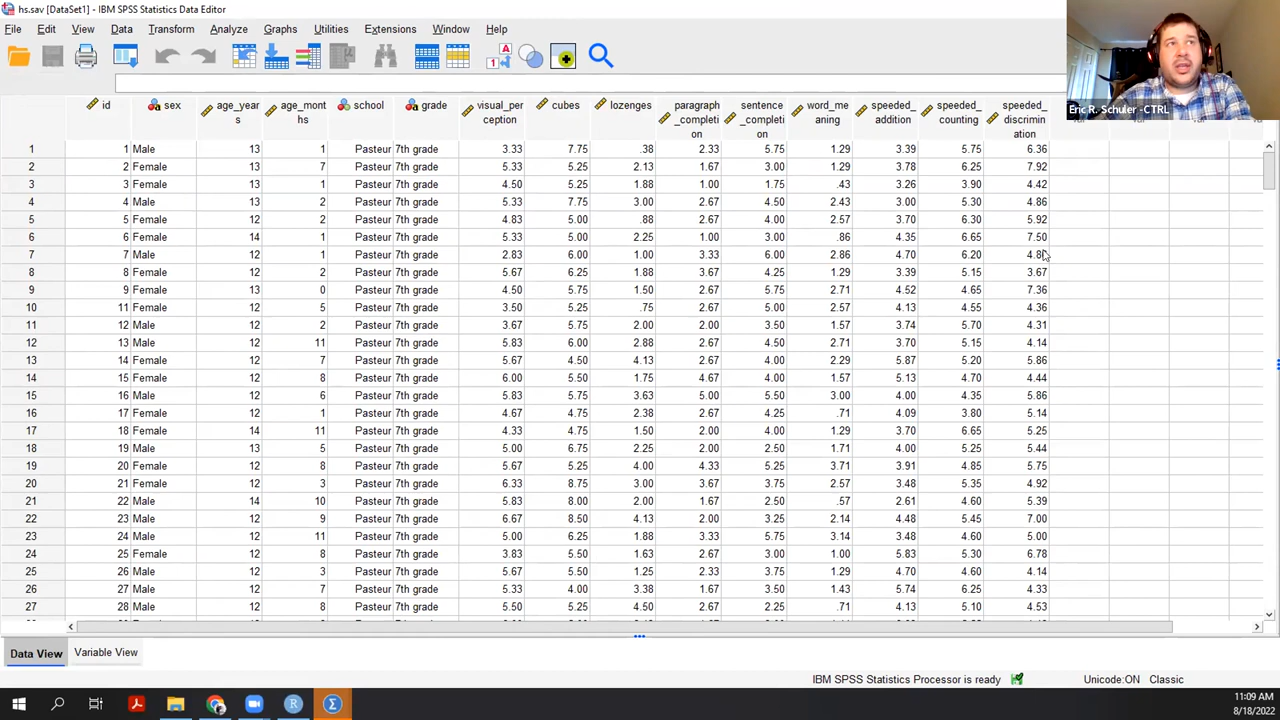 hs.sav [DataSet1] - IBM SPSS Statistics Data Editor
File Edit View Data Transform Analyze Graphs Utilities Extensions Window Help
Eric R. Schuler -CTRL
id sex age_years age_months school grade visual_perception cubes lozenges paragraph_completion sentence_completion word_meaning speeded_addition speeded_counting speeded_discrimination
1 1 Male 13 1 Pasteur 7th grade 3.33 7.75 .38 2.33 5.75 1.29 3.39 5.75 6.36
2 2 Female 13 7 Pasteur 7th grade 5.33 5.25 2.13 1.67 3.00 1.29 3.78 6.25 7.92
3 3 Female 13 1 Pasteur 7th grade 4.50 5.25 1.88 1.00 1.75 .43 3.26 3.90 4.42
4 4 Male 13 2 Pasteur 7th grade 5.33 7.75 3.00 2.67 4.50 2.43 3.00 5.30 4.86
5 5 Female 12 2 Pasteur 7th grade 4.83 5.00 .88 2.67 4.00 2.57 3.70 6.30 5.92
6 6 Female 14 1 Pasteur 7th grade 5.33 5.00 2.25 1.00 3.00 .86 4.35 6.65 7.50
7 7 Male 12 1 Pasteur 7th grade 2.83 6.00 1.00 3.33 6.00 2.86 4.70 6.20
8 8 Female 12 2 Pasteur 7th grade 5.67 6.25 1.88 3.67 4.25 1.29 3.39 5.15 3.67
9 9 Female 13 0 Pasteur 7th grade 4.50 5.75 1.50 2.67 5.75 2.71 4.52 4.65 7.36
10 11 Female 12 5 Pasteur 7th grade 3.50 5.25 .75 2.67 5.00 2.57 4.13 4.55 4.36
11 12 Male 12 2 Pasteur 7th grade 3.67 5.75 2.00 2.00 3.50 1.57 3.74 5.70 4.31
12 13 Male 12 11 Pasteur 7th grade 5.83 6.00 2.88 2.67 4.50 2.71 3.70 5.15 4.14
13 14 Female 12 7 Pasteur 7th grade 5.67 4.50 4.13 2.67 4.00 2.29 5.87 5.20 5.86
14 15 Female 12 8 Pasteur 7th grade 6.00 5.50 1.75 4.67 4.00 1.57 5.13 4.70 4.44
15 16 Male 12 6 Pasteur 7th grade 5.83 5.75 3.63 5.00 5.50 3.00 4.00 4.35 5.86
16 17 Female 12 1 Pasteur 7th grade 4.67 4.75 2.38 2.67 4.25 .71 4.09 3.80 5.14
17 18 Female 14 11 Pasteur 7th grade 4.33 4.75 1.50 2.00 4.00 1.29 3.70 6.65 5.25
18 19 Male 13 5 Pasteur 7th grade 5.00 6.75 2.25 2.00 5.00 1.71 4.00 5.00 5.44
19 20 Female 12 8 Pasteur 7th grade 5.67 5.25 4.00 4.33 5.25 3.71 3.91 4.85 5.75
20 21 Female 12 3 Pasteur 7th grade 6.33 8.75 3.00 3.67 3.75 2.57 3.48 5.35 4.92
21 22 Male 14 10 Pasteur 7th grade 5.83 8.00 2.00 1.67 2.50 .57 2.61 4.60 5.39
22 23 Male 12 9 Pasteur 7th grade 6.67 8.50 4.13 2.00 3.25 2.14 4.48 5.45 7.00
23 24 Male 12 11 Pasteur 7th grade 5.00 6.25 1.88 3.33 5.75 3.14 3.48 4.60 5.00
24 25 Female 12 8 Pasteur 7th grade 3.83 5.50 1.63 2.67 3.00 1.00 5.83 5.30 6.78
25 26 Male 12 3 Pasteur 7th grade 5.67 5.50 1.25 2.33 3.75 1.29 4.70 4.60 4.14
26 27 Male 12 7 Pasteur 7th grade 5.33 4.00 3.38 1.67 3.50 1.43 5.74 6.25 4.33
27 28 Male 12 8 Pasteur 7th grade 5.50 5.25 4.50 2.67 2.25 .71 4.13 5.10 4.53
Data View Variable View
IBM SPSS Statistics Processor is ready Unicode:ON Classic
11:09 AM
8/18/2022